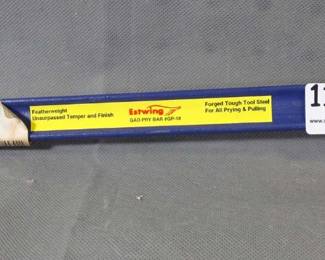 Featherweight
Unsurpassed Temper and Finish
Estwing
GAD PRY BAR #GP-18
Forged Tough Tool Steel
For All Prying & Pulling
www.